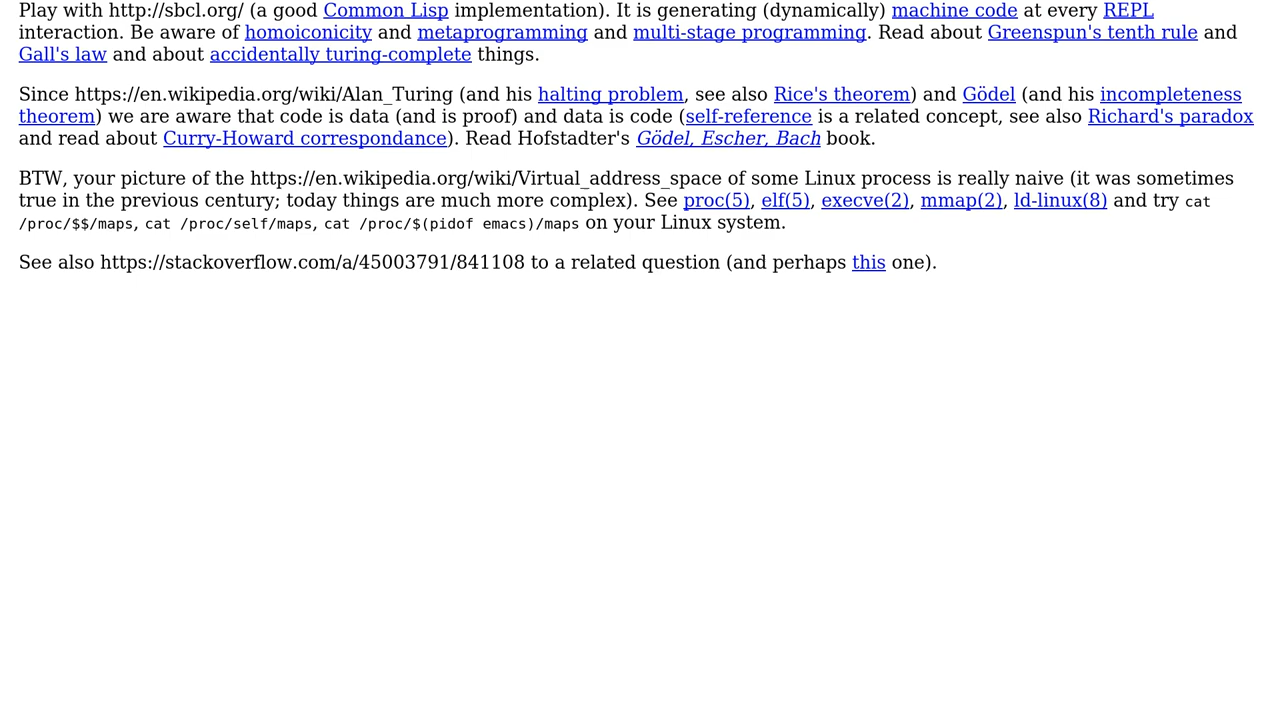 Play with http://sbcl.org/ (a good Common Lisp implementation). It is generating (dynamically) machine code at every REPL
interaction. Be aware of homoiconicity and metaprogramming and multi-stage programming. Read about Greenspun's tenth rule and
Gall's law and about accidentally turing-complete things.
Since https://en.wikipedia.org/wiki/Alan_Turing (and his halting problem, see also Rice's theorem) and Gödel (and his incompleteness
theorem) we are aware that code is data (and is proof) and data is code (self-reference is a related concept, see also Richard's paradox
and read about Curry-Howard correspondance). Read Hofstadter's Gödel, Escher, Bach book.
BTW, your picture of the https://en.wikipedia.org/wiki/Virtual_address_space of some Linux process is really naive (it was sometimes
true in the previous century; today things are much more complex). See proc(5), elf(5), execve(2), mmap(2), ld-linux(8) and try cat
/proc/$$/maps, cat /proc/self/maps, cat /proc/$(pidof emacs)/maps on your Linux system.
See also https://stackoverflow.com/a/45003791/841108 to a related question (and perhaps this one).